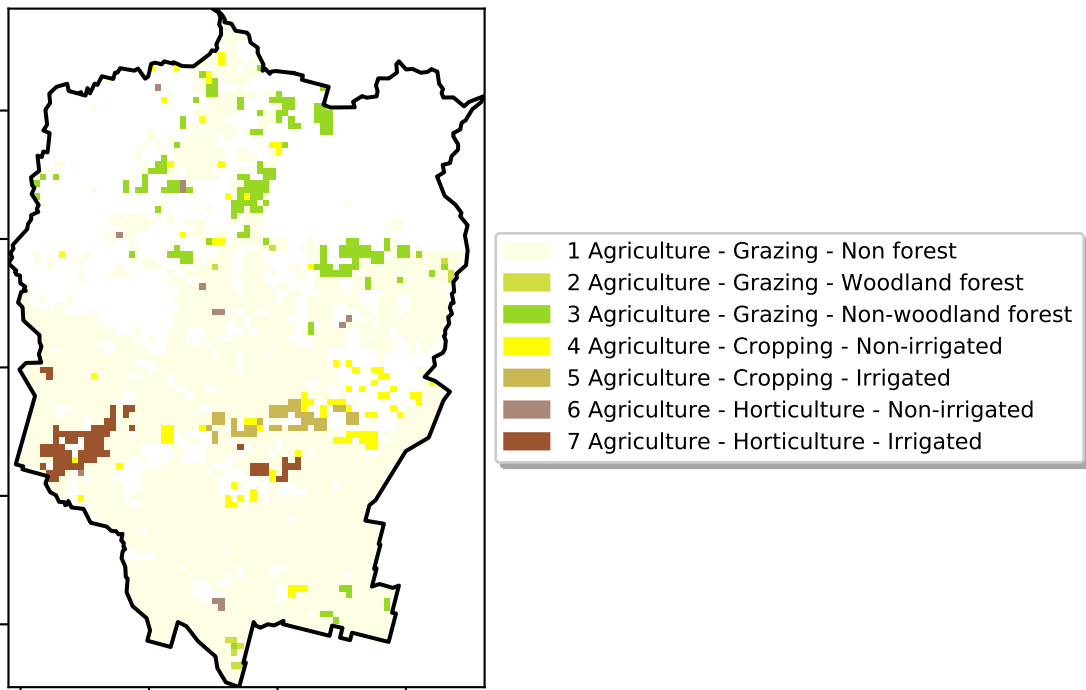 1 Agriculture - Grazing - Non forest
2 Agriculture - Grazing - Woodland forest
3 Agriculture - Grazing - Non-woodland forest
4 Agriculture - Cropping - Non-irrigated
5 Agriculture - Cropping - Irrigated
6 Agriculture - Horticulture - Non-irrigated
7 Agriculture - Horticulture - Irrigated